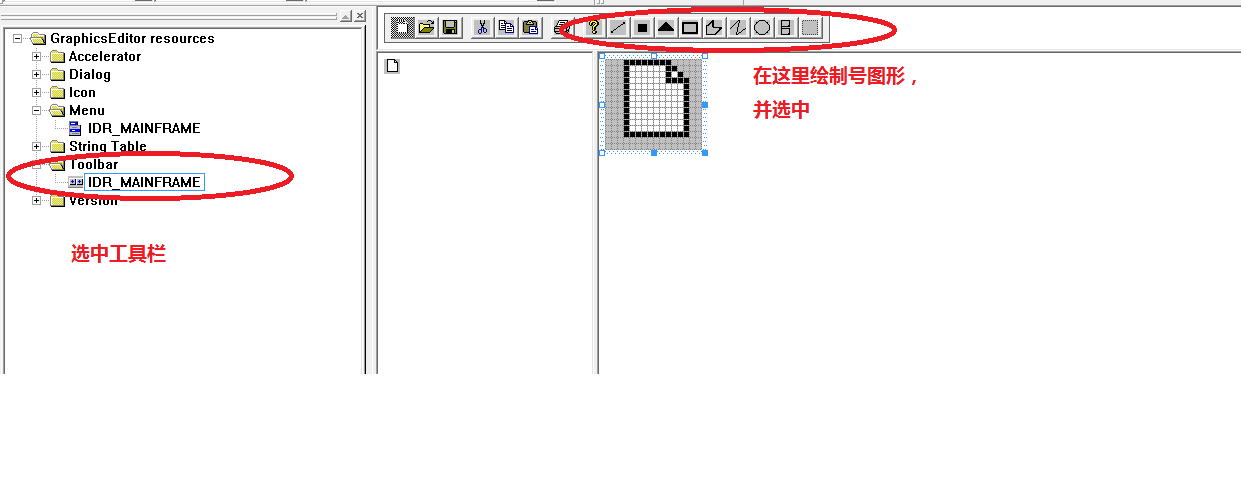 GraphicsEditor resources
Accelerator
Dialog
Icon
Menu
IDR_MAINFRAME
String Table
Toolbar
IDR_MAINFRAME
Version
选中工具栏
在这里绘制号图形，
并选中